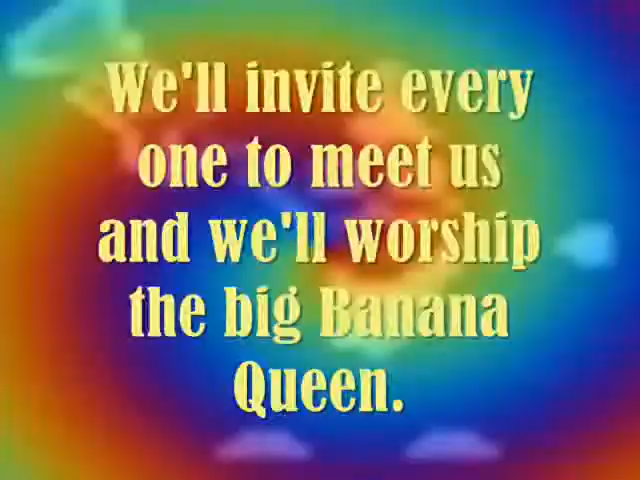 We'll invite every
one to meet us
and we'll worship
the big Banana
Queen.